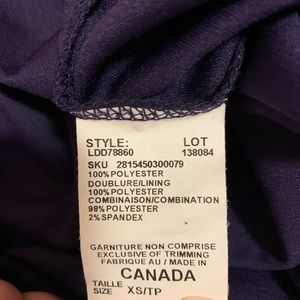 STYLE: LOT
LDD78860 138084
SKU 2815450300079
100%POLYESTER
DOUBLURE/LINING
100%POLYESTER
COMBINAISON/COMBINATION
98%POLYESTER
2%SPANDEX
GARNITURE NON COMPRISE
EXCLUSIVE OF TRIMMING
FABRIQUE AU / MADE IN
CANADA
TAILLE
SIZE XS/TP